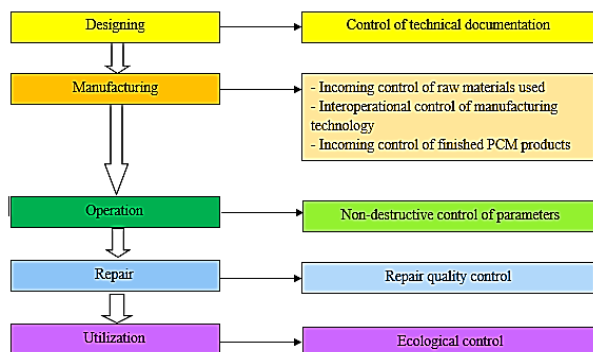 Designing
Control of technical documentation
Manufacturing
- Incoming control of raw materials used
- Interoperational control of manufacturing
technology
- Incoming control of finished PCM products
Operation
Non-destructive control of parameters
Repair
Repair quality control
Utilization
Ecological control